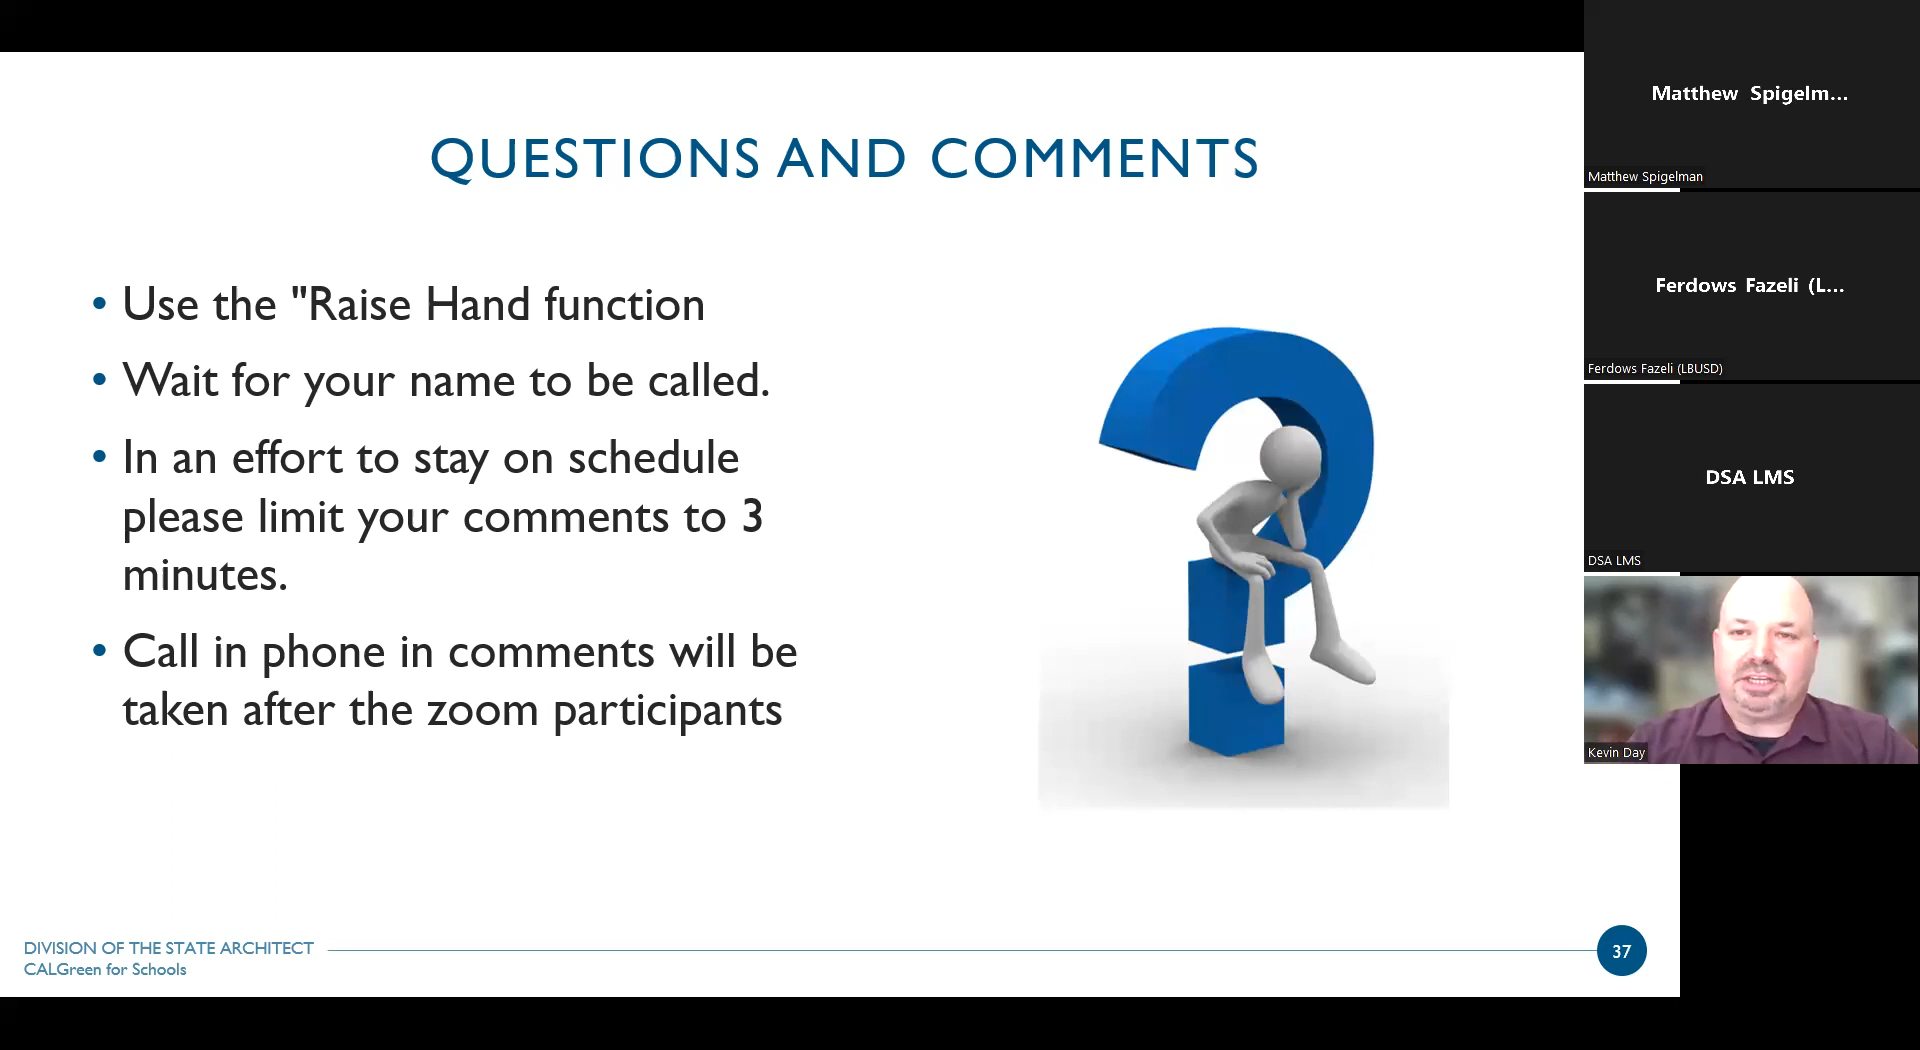 QUESTIONS AND COMMENTS
• Use the "Raise Hand function
• Wait for your name to be called.
• In an effort to stay on schedule
please limit your comments to 3
minutes.
• Call in phone in comments will be
taken after the zoom participants
DIVISION OF THE STATE ARCHITECT
CALGreen for Schools
37
Matthew Spigelm...
Matthew Spigelman
Ferdows Fazeli (L...
Ferdows Fazeli (LBUSD)
DSA LMS
DSA LMS
Kevin Day